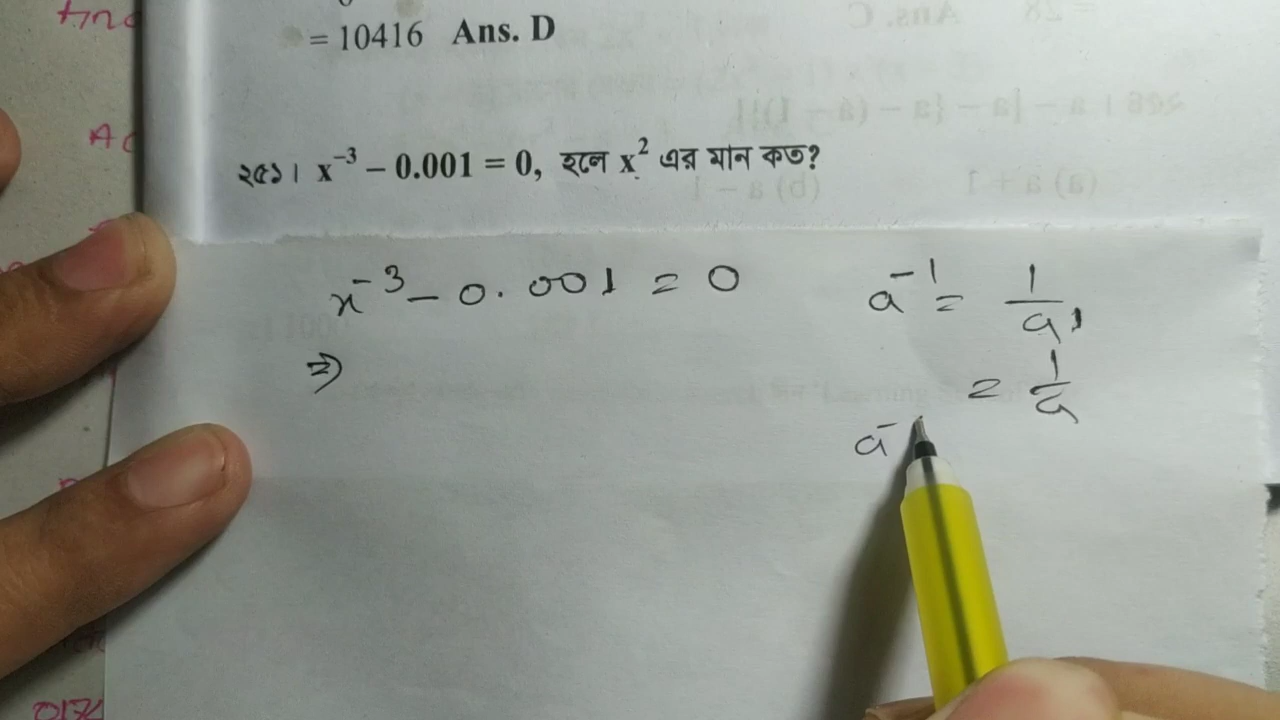 = 10416 Ans. D
২৫১। x⁻³ – 0.001 = 0, হলে x² এর মান কত?
x⁻³ – 0.001 = 0
⇒
a⁻¹ = 1/a¹
= 1/a
a⁻